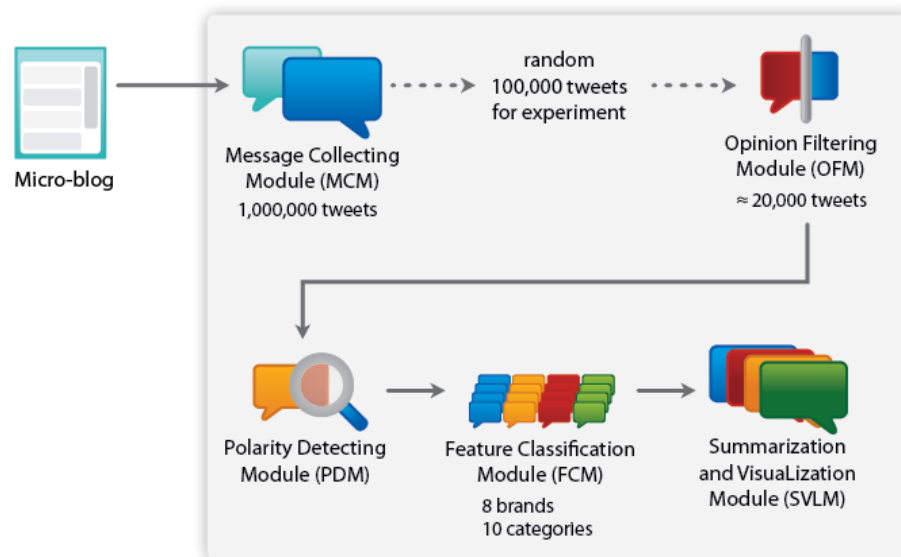 Micro-blog
Message Collecting
Module (MCM)
1,000,000 tweets
random
100,000 tweets
for experiment
Opinion Filtering
Module (OFM)
≈ 20,000 tweets
Polarity Detecting
Module (PDM)
Feature Classification
Module (FCM)
8 brands
10 categories
Summarization
and VisuaLization
Module (SVLM)